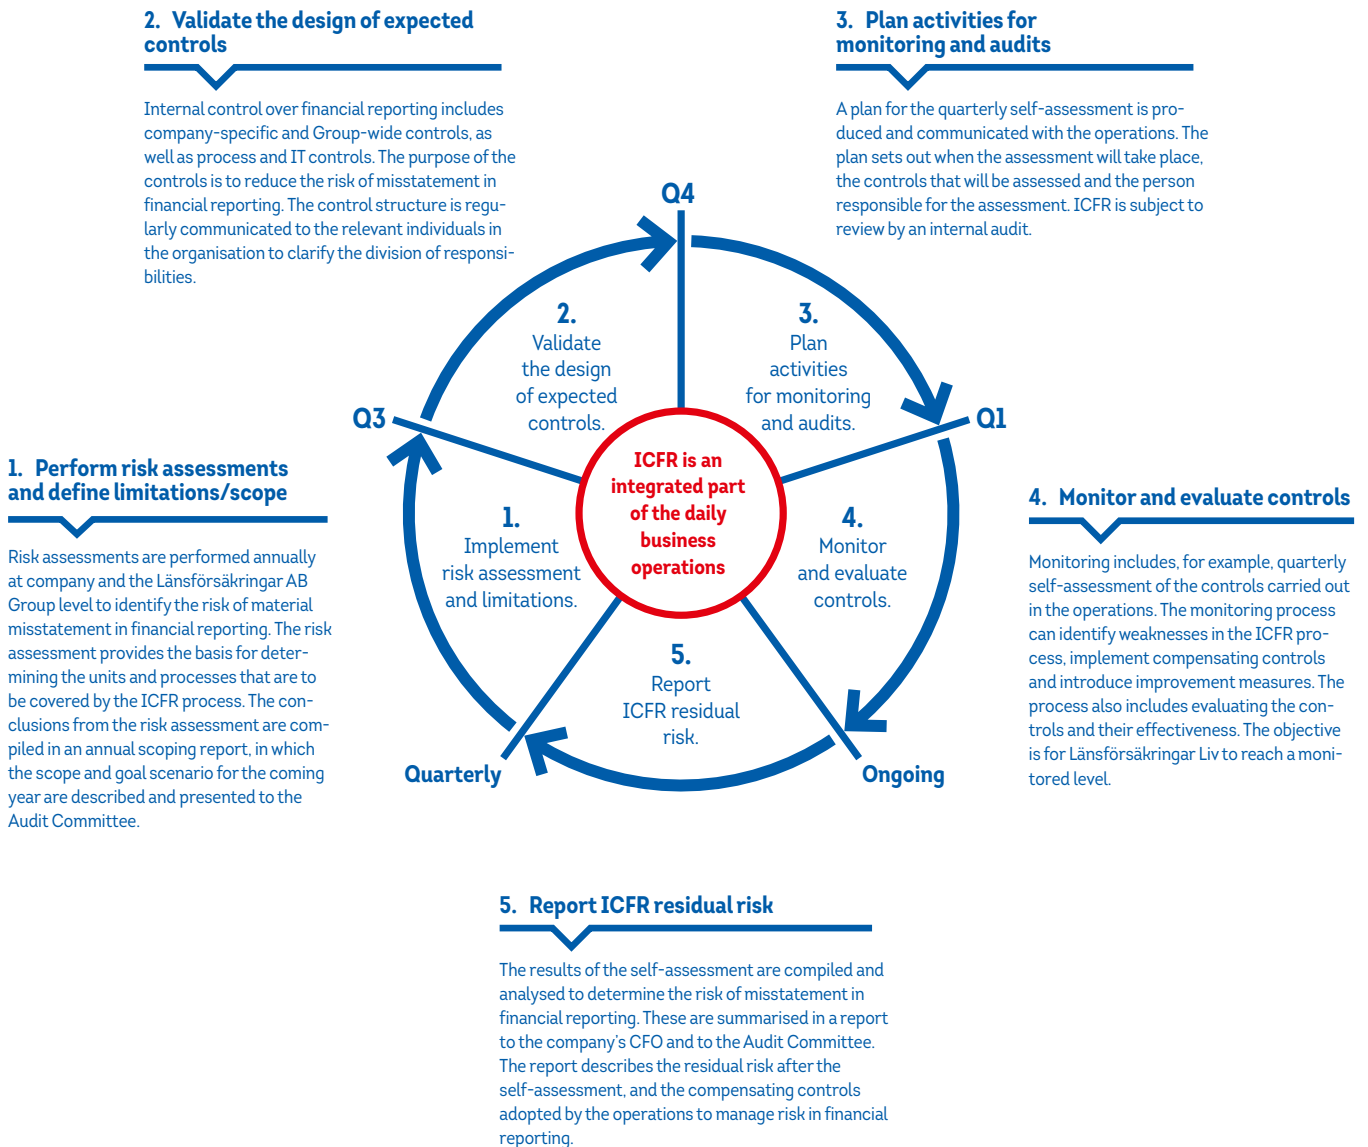 2. Validate the design of expected
controls
Internal control over financial reporting includes
company-specific and Group-wide controls, as
well as process and IT controls. The purpose of the
controls is to reduce the risk of misstatement in
financial reporting. The control structure is regu-
larly communicated to the relevant individuals in
the organisation to clarify the division of responsi-
bilities.
3. Plan activities for
monitoring and audits
A plan for the quarterly self-assessment is pro-
duced and communicated with the operations. The
plan sets out when the assessment will take place,
the controls that will be assessed and the person
responsible for the assessment. ICFR is subject to
review by an internal audit.
Q4
2.
Validate
the design
of expected
controls.
3.
Plan
activities
for monitoring
and audits.
Q3
Q1
ICFR is an
integrated part
of the daily
business
operations
1.
Implement
risk assessment
and limitations.
4.
Monitor
and evaluate
controls.
5.
Report
ICFR residual
risk.
Quarterly
Ongoing
1. Perform risk assessments
and define limitations/scope
Risk assessments are performed annually
at company and the Länsförsäkringar AB
Group level to identify the risk of material
misstatement in financial reporting. The risk
assessment provides the basis for deter-
mining the units and processes that are to
be covered by the ICFR process. The con-
clusions from the risk assessment are com-
piled in an annual scoping report, in which
the scope and goal scenario for the coming
year are described and presented to the
Audit Committee.
4. Monitor and evaluate controls
Monitoring includes, for example, quarterly
self-assessment of the controls carried out
in the operations. The monitoring process
can identify weaknesses in the ICFR pro-
cess, implement compensating controls
and introduce improvement measures. The
process also includes evaluating the con-
trols and their effectiveness. The objective
is for Länsförsäkringar Liv to reach a moni-
tored level.
5. Report ICFR residual risk
The results of the self-assessment are compiled and
analysed to determine the risk of misstatement in
financial reporting. These are summarised in a report
to the company's CFO and to the Audit Committee.
The report describes the residual risk after the
self-assessment, and the compensating controls
adopted by the operations to manage risk in financial
reporting.